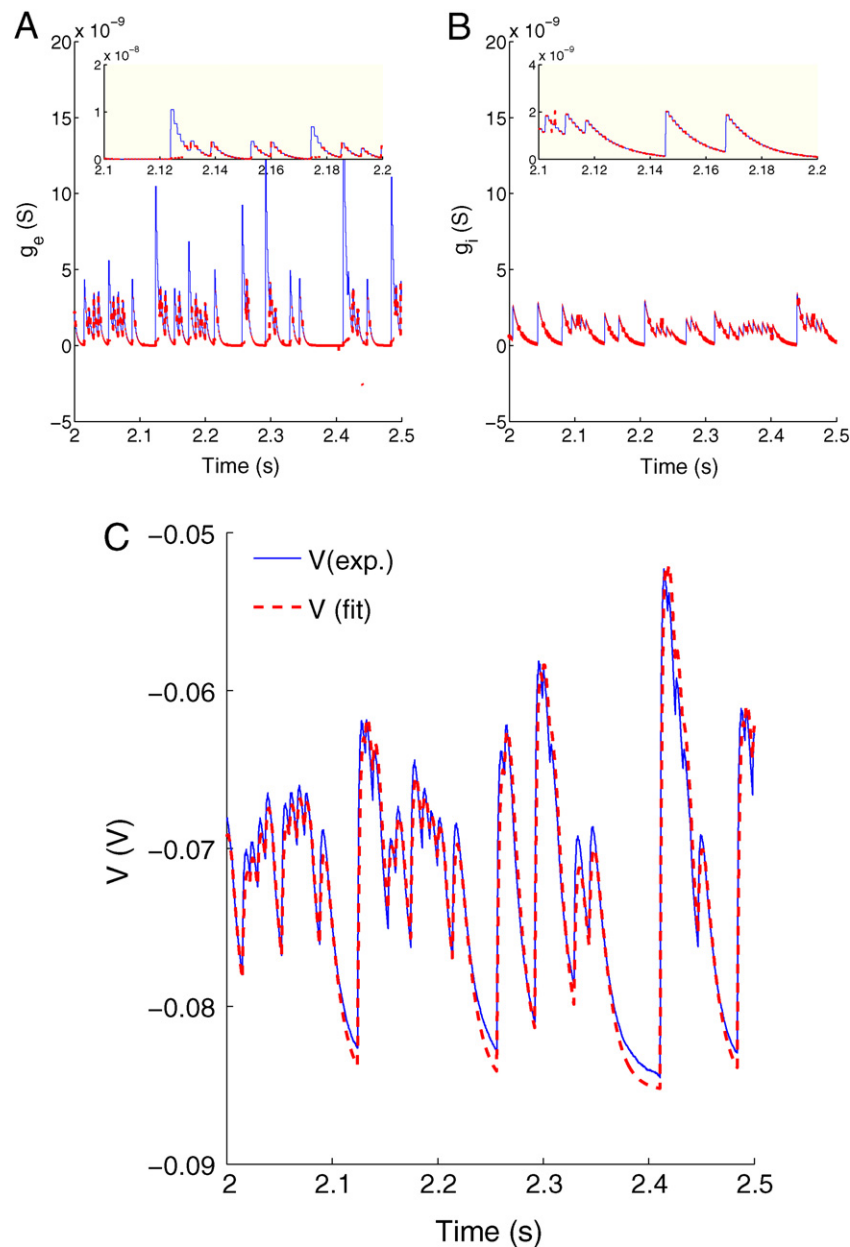 A
B
× 10⁻⁹
× 10⁻⁸
20
15
10
5
0
−5
2
1
0
2.1 2.12 2.14 2.16 2.18 2.2
2 2.1 2.2 2.3 2.4 2.5
g_e (S)
Time (s)
× 10⁻⁹
× 10⁻⁹
20
15
10
5
0
−5
4
2
0
2.1 2.12 2.14 2.16 2.18 2.2
2 2.1 2.2 2.3 2.4 2.5
g_i (S)
Time (s)
C
−0.05
−0.06
−0.07
−0.08
−0.09
V (V)
V(exp.)
V (fit)
2 2.1 2.2 2.3 2.4 2.5
Time (s)